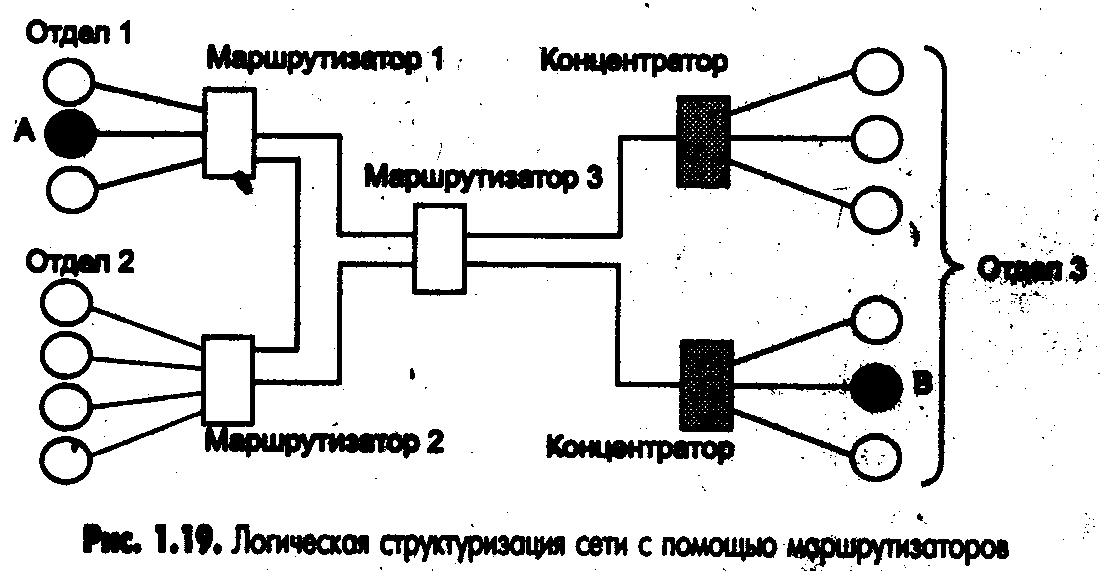 Отдел 1
Маршрутизатор 1
Концентратор
А
Маршрутизатор 3
Отдел 2
Отдел 3
В
Маршрутизатор 2
Концентратор
Рис. 1.19. Логическая структуризация сети с помощью маршрутизаторов